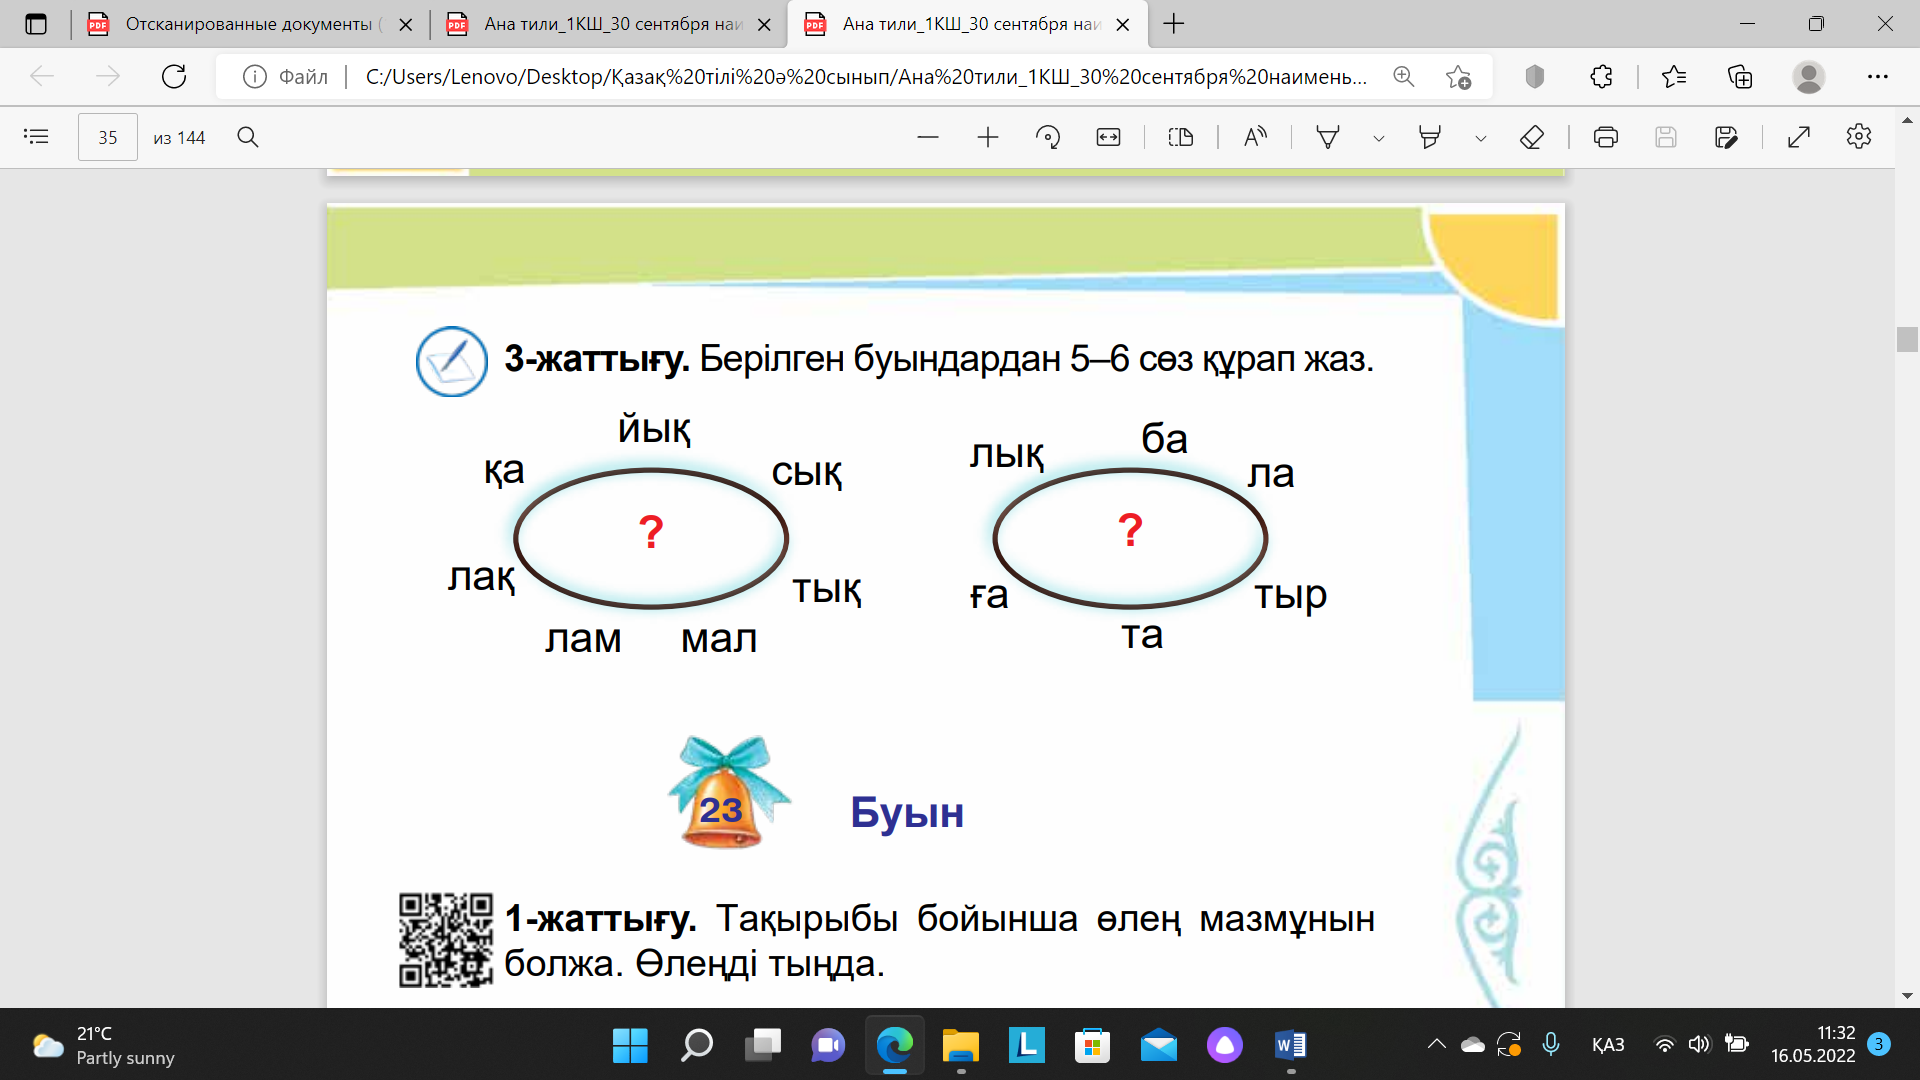 Отсканированные документы (
Ана тили_1КШ_30 сентября наи
Ана тили_1КШ_30 сентября наи
Файл
C:/Users/Lenovo/Desktop/Қазақ%20тілі%20ә%20сынып/Ана%20тили_1КШ_30%20сентября%20наимень...
35
из 144
3-жаттығу. Берілген буындардан 5–6 сөз құрап жаз.
йық
қа
сық
?
лақ
тық
лам
мал
ба
лық
ла
?
ға
тыр
та
23
Буын
1-жаттығу. Тақырыбы бойынша өлең мазмұнын
болжа. Өлеңді тыңда.
21°C
Partly sunny
ҚАЗ
11:32
16.05.2022
3